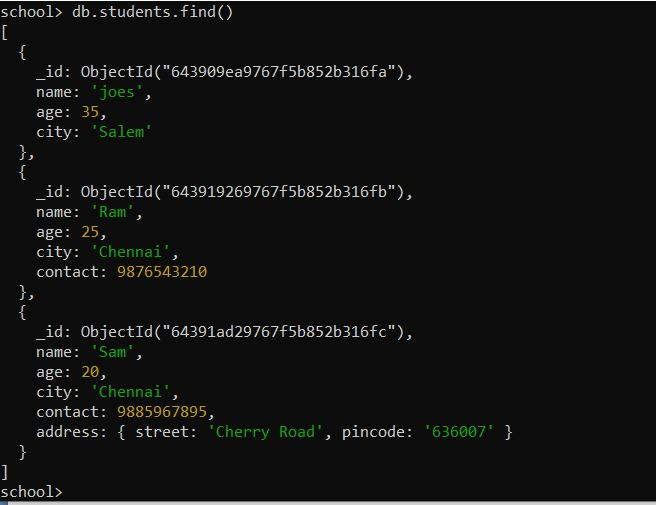 school> db.students.find()
[
  {
    _id: ObjectId("643909ea9767f5b852b316fa"),
    name: 'joes',
    age: 35,
    city: 'Salem'
  },
  {
    _id: ObjectId("643919269767f5b852b316fb"),
    name: 'Ram',
    age: 25,
    city: 'Chennai',
    contact: 9876543210
  },
  {
    _id: ObjectId("64391ad29767f5b852b316fc"),
    name: 'Sam',
    age: 20,
    city: 'Chennai',
    contact: 9885967895,
    address: { street: 'Cherry Road', pincode: '636007' }
  }
]
school>